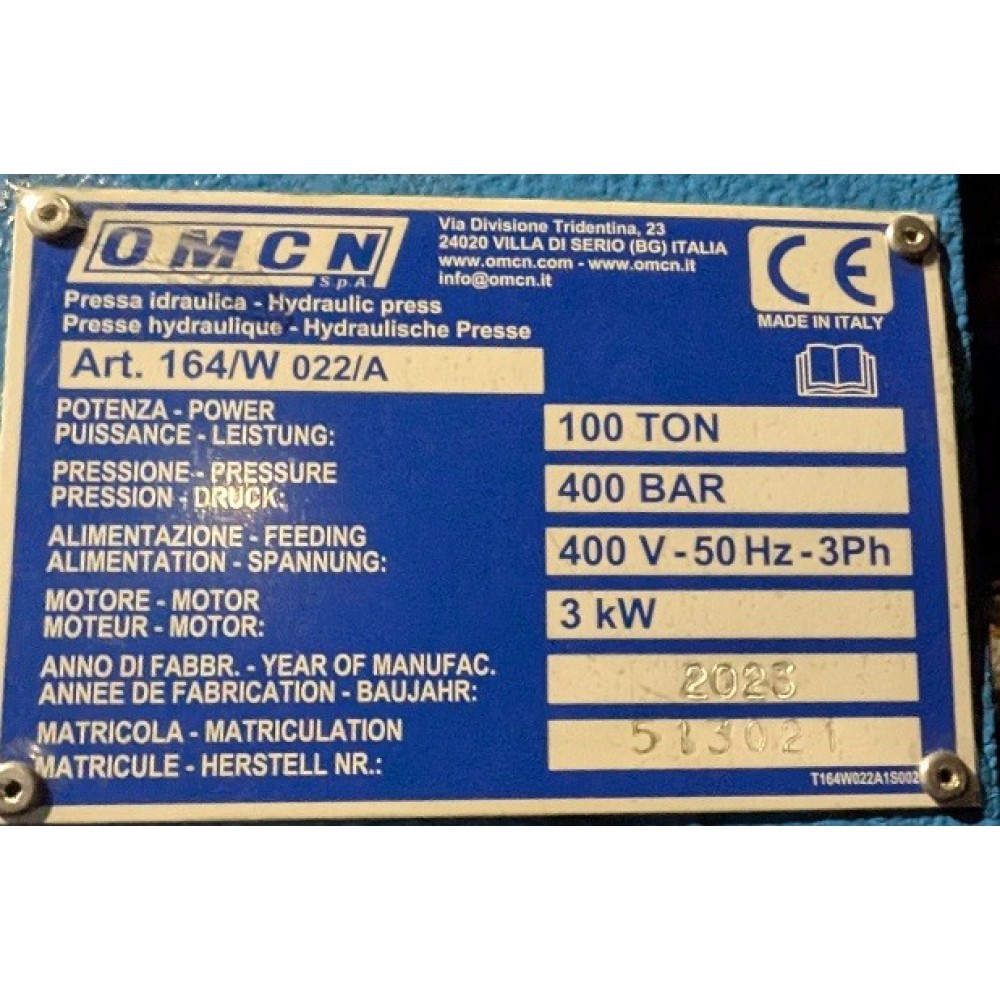 OMCN
S.p.A.
Via Divisione Tridentina, 23
24020 VILLA DI SERIO (BG) ITALIA
www.omcn.com - www.omcn.it
info@omcn.it
CE
MADE IN ITALY
Pressa idraulica - Hydraulic press
Presse hydraulique - Hydraulische Presse
Art. 164/W 022/A
POTENZA - POWER
PUISSANCE - LEISTUNG:
100 TON
PRESSIONE - PRESSURE
PRESSION - DRUCK:
400 BAR
ALIMENTAZIONE - FEEDING
ALIMENTATION - SPANNUNG:
400 V - 50 Hz - 3Ph
MOTORE - MOTOR
MOTEUR - MOTOR:
3 kW
ANNO DI FABBR. - YEAR OF MANUFAC.
ANNEE DE FABRICATION - BAUJAHR:
2023
MATRICOLA - MATRICULATION
MATRICULE - HERSTELL NR.:
513021
T164W022A1S002